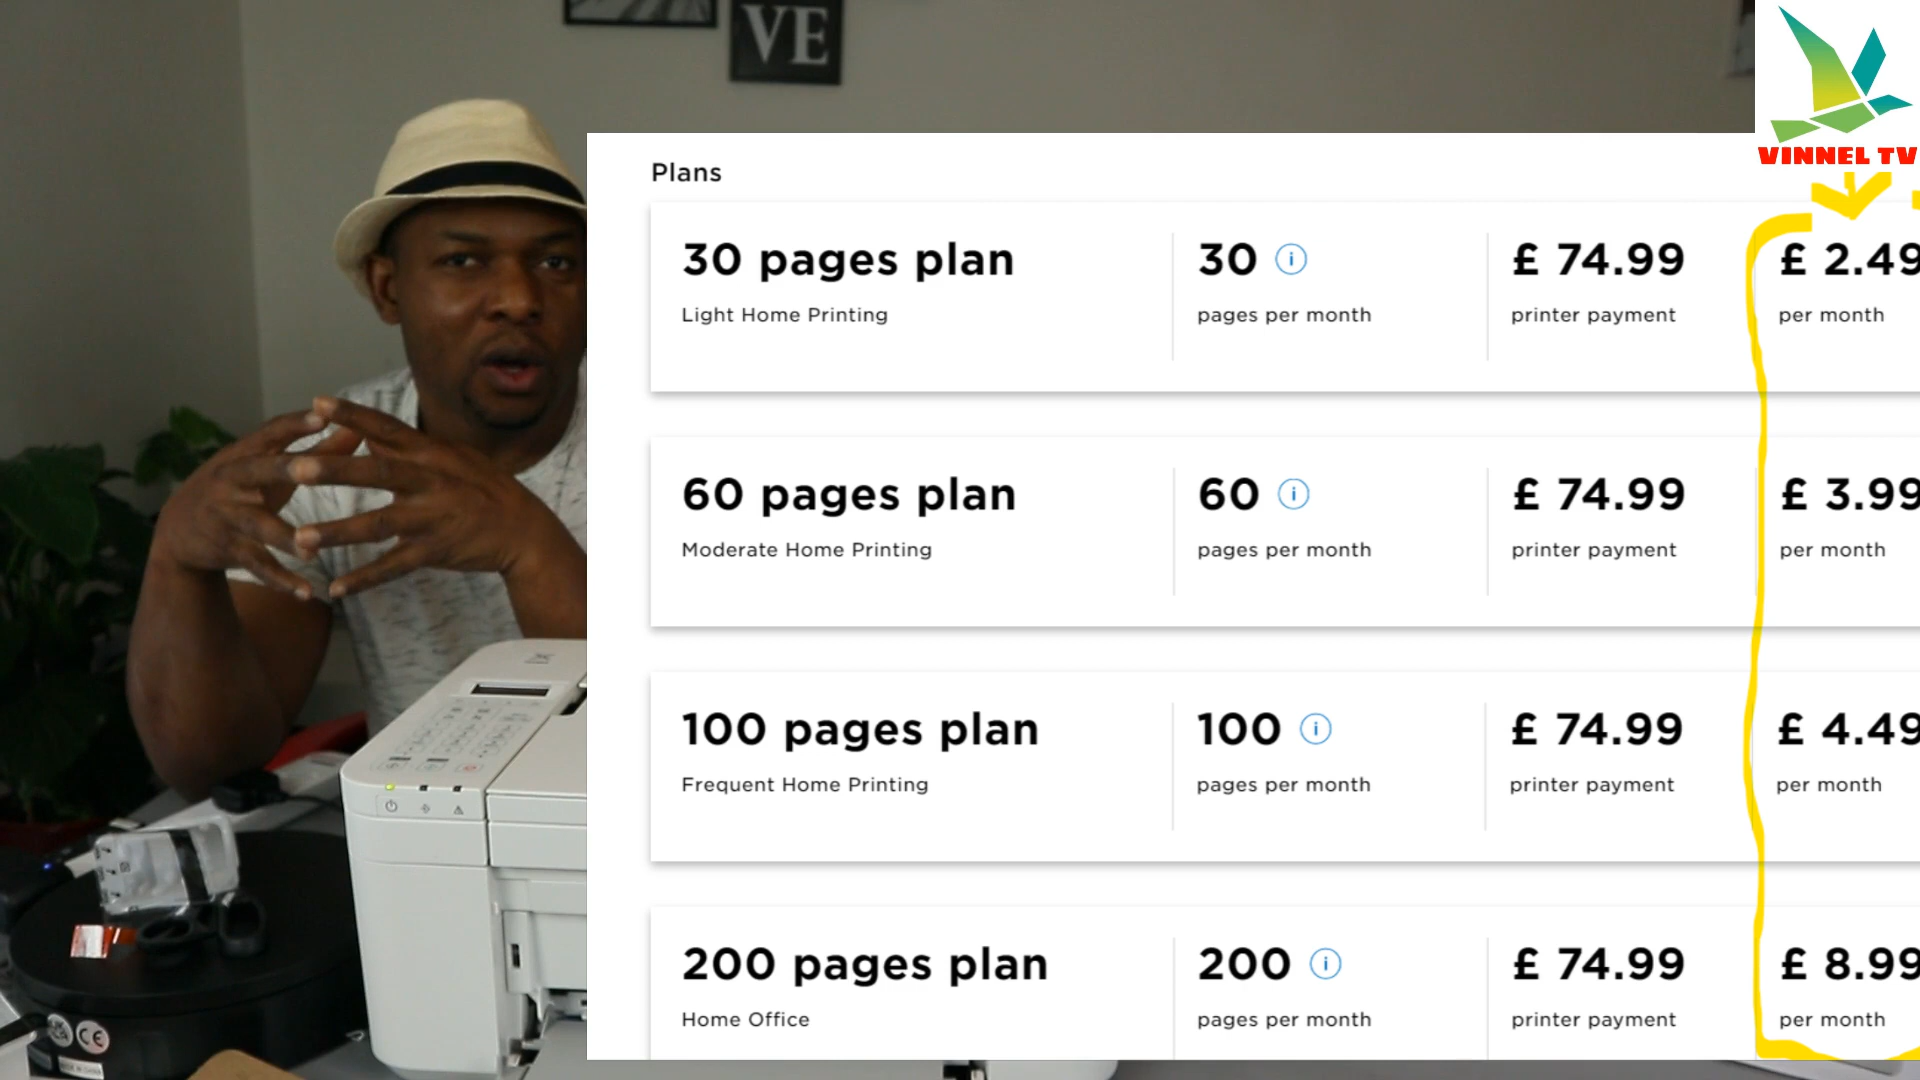 VE
VINNEL TV
Plans
30 pages plan
Light Home Printing
30
pages per month
£ 74.99
printer payment
£ 2.49
per month
60 pages plan
Moderate Home Printing
60
pages per month
£ 74.99
printer payment
£ 3.99
per month
100 pages plan
Frequent Home Printing
100
pages per month
£ 74.99
printer payment
£ 4.49
per month
200 pages plan
Home Office
200
pages per month
£ 74.99
printer payment
£ 8.99
per month
CE